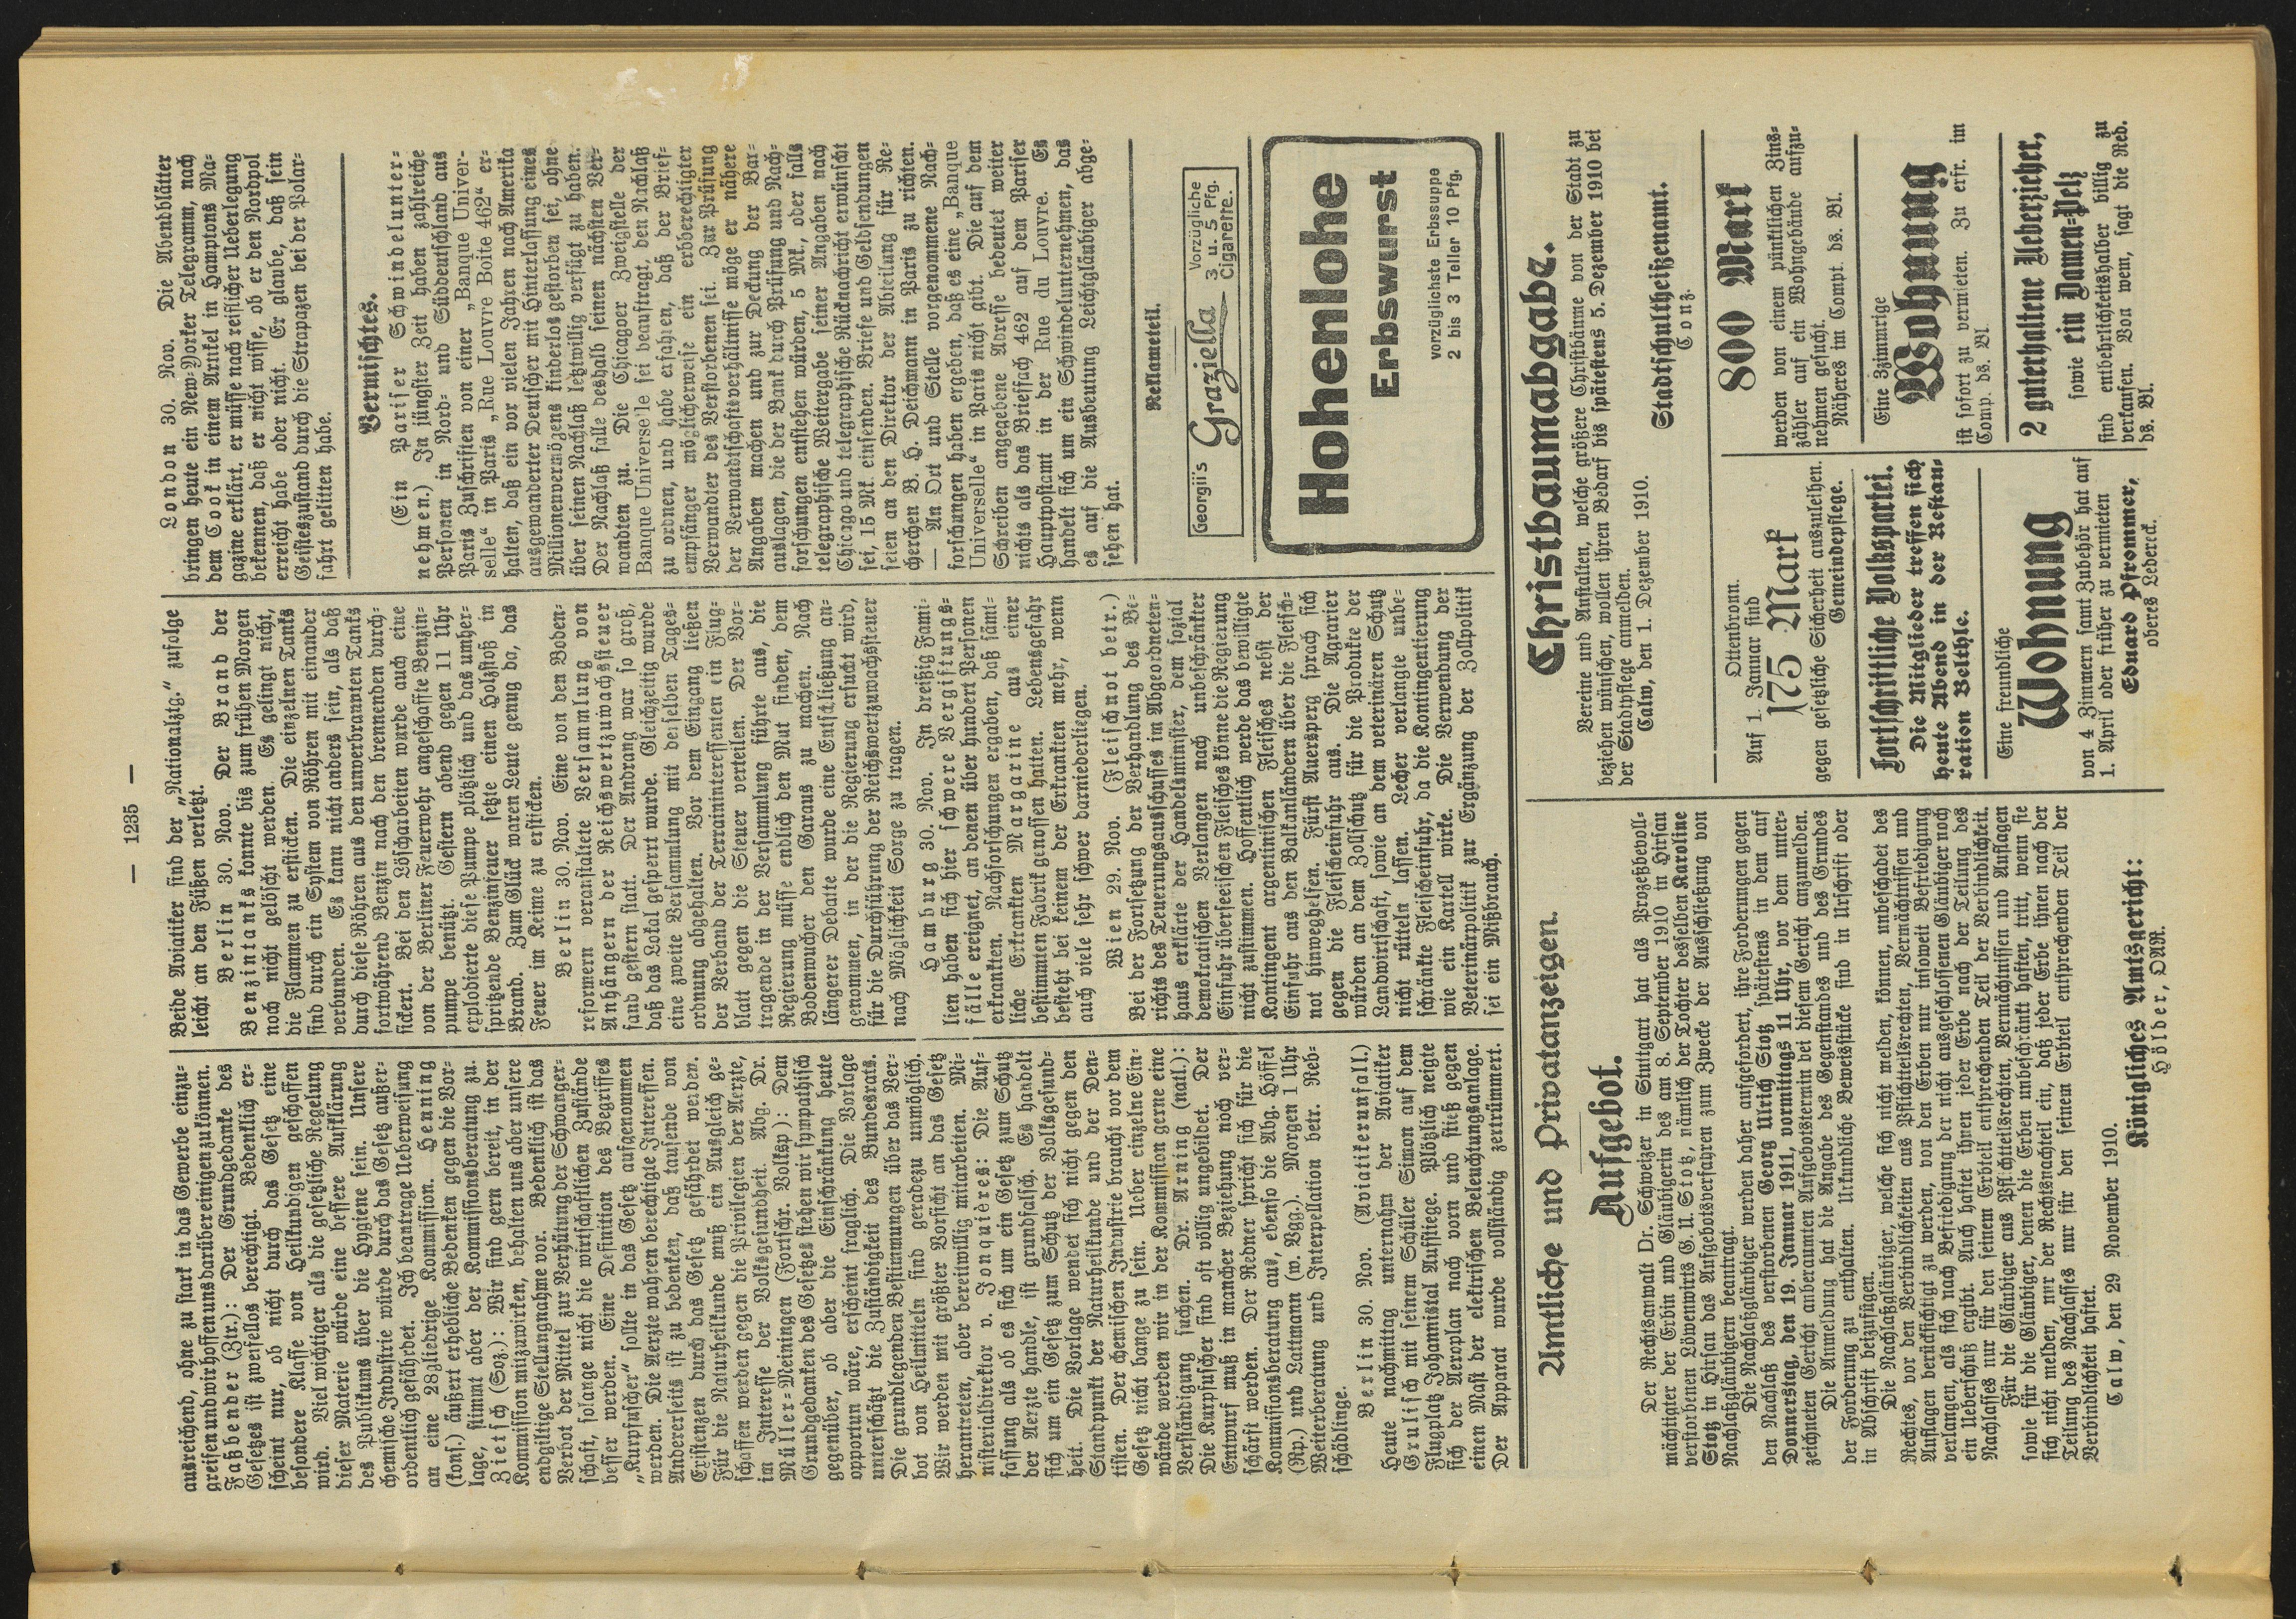 — 1235 —
ausreichend, ohne zu stark in das Gewerbe einzu-
greifen und wir hoffen uns darüber einigen zu können.
Faßbender (Ztr.): Der Grundgedanke des
Gesetzes ist zweifellos berechtigt. Bedenklich er-
scheint nur, ob nicht durch das Gesetz eine
besondere Klasse von Heilkundigen geschaffen
wird. Viel wichtiger als die gesetzliche Regelung
dieser Materie würde eine bessere Aufklärung
des Publikums über die Hygiene sein. Unsere
chemische Industrie würde durch das Gesetz außer-
ordentlich gefährdet. Ich beantrage Ueberweisung
an eine 28gliedrige Kommission. Henning
(kons.) äußert erhebliche Bedenken gegen die Vor-
lage, stimmt aber der Kommissionsberatung zu.
Zietsch (Soz.): Wir sind gern bereit, in der
Kommission mitzuwirken, behalten uns aber unsere
endgiltige Stellungnahme vor. Bedenklich ist das
Verbot der Mittel zur Verhütung der Schwanger-
schaft, solange nicht die wirtschaftlichen Zustände
besser werden. Eine Definition des Begriffes
„Kurpfuscher“ sollte in das Gesetz aufgenommen
werden. Die Aerzte wahren berechtigte Interessen.
Andererseits ist zu bedenken, daß tausende von
Existenzen durch das Gesetz gefährdet werden.
Für die Naturheilkunde muß ein Ausgleich ge-
schaffen werden gegen die Privilegien der Aerzte,
im Interesse der Volksgesundheit. Abg. Dr.
Müller-Meiningen (Fortschr. Volksp): Dem
Grundgedanken des Gesetzes stehen wir sympathisch
gegenüber, ob aber die Einschränkung heute
opportun wäre, erscheint fraglich. Die Vorlage
unterschätzt die Zuständigkeit des Bundesrats.
Die grundlegenden Bestimmungen über das Ver-
bot von Heilmitteln sind geradezu unmöglich.
Wir werden mit größter Vorsicht an das Gesetz
herantreten, aber bereitwillig mitarbeiten. Mi-
nisterialdirektor v. Jonquières: Die Auf-
fassung als ob es sich um ein Gesetz zum Schutz
der Aerzte handle, ist grundfalsch. Es handelt
sich um ein Gesetz zum Schutz der Volksgesund-
heit. Die Vorlage wendet sich nicht gegen den
Standpunkt der Naturheilkunde und der Den-
tisten. Der chemischen Industrie braucht vor dem
Gesetz nicht bange zu sein. Ueber einzelne Ein-
wände werden wir in der Kommission gerne eine
Verständigung suchen. Dr. Arning (natl.):
Die Kurpfuscher sind oft völlig ungebildet. Der
Entwurf muß in mancher Beziehung noch ver-
schärft werden. Der Redner spricht sich für die
Kommissionsberatung aus, ebenso die Abg. Höffel
(Rp.) und Lattmann (w. Vgg.). Morgen 1 Uhr
Weiterberatung und Interpellation betr. Reb-
schädlinge.
Berlin 30. Nov. (Aviatikerunfall.)
Heute nachmittag unternahm der Aviatiker
Grulisch mit seinem Schüler Simon auf dem
Flugplatz Johannistal Aufstiege. Plötzlich neigte
sich der Aeroplan nach vorn und stieß gegen
einen Mast der elektrischen Beleuchtungsanlage.
Der Apparat wurde vollständig zertrümmert.
Beide Aviatiker sind der „Nationalztg.“ zufolge
leicht an den Füßen verletzt.
Berlin 30. Nov. Der Brand der
Benzintanks konnte bis zum frühen Morgen
noch nicht gelöscht werden. Es gelingt nicht,
die Flammen zu ersticken. Die einzelnen Tanks
sind durch ein System von Röhren mit einander
verbunden. Es kann nicht anders sein, als daß
durch diese Röhren aus den unverbrannten Tanks
fortwährend Benzin nach den brennenden durch-
sickert. Bei den Löscharbeiten wurde auch eine
von der Berliner Feuerwehr angeschaffte Benzin-
pumpe benützt. Gestern abend gegen 11 Uhr
explodierte diese Pumpe plötzlich und das umher-
spritzende Benzinfeuer setzte einen Holzstoß in
Brand. Zum Glück waren Leute genug da, das
Feuer im Keime zu ersticken.
Berlin 30. Nov. Eine von den Boden-
reformern veranstaltete Versammlung von
Anhängern der Reichswertzuwachssteuer
fand gestern statt. Der Andrang war so groß,
daß das Lokal gesperrt wurde. Gleichzeitig wurde
eine zweite Versammlung mit derselben Tages-
ordnung abgehalten. Vor dem Eingang ließen
der Verband der Terraininteressenten ein Flug-
blatt gegen die Steuer verteilen. Der Vor-
tragende in der Versammlung führte aus, die
Regierung müsse endlich den Mut finden, dem
Bodenwucher den Garaus zu machen. Nach
längerer Debatte wurde eine Entschließung an-
genommen, in der die Regierung ersucht wird,
für die Durchführung der Reichswertzuwachssteuer
nach Möglichkeit Sorge zu tragen.
Hamburg 30. Nov. In dreißig Fami-
lien haben sich hier schwere Vergiftungs-
fälle ereignet, an denen über hundert Personen
erkrankten. Nachforschungen ergaben, daß sämt-
liche Erkrankten Margarine aus einer
bestimmten Fabrik genossen hatten. Lebensgefahr
besteht bei keinem der Erkrankten mehr, wenn
auch viele sehr schwer darniederliegen.
Wien 29. Nov. (Fleischnot betr.)
Bei der Fortsetzung der Verhandlung des Be-
richts des Teuerungsausschusses im Abgeordneten-
haus erklärte der Handelsminister, dem sozial
demokratischen Verlangen nach unbeschränkter
Einfuhr überseeischen Fleisches könne die Regierung
nicht zustimmen. Hoffentlich werde das bewilligte
Kontingent argentinischen Fleisches nebst der
Einfuhr aus den Balkanländern über die Fleisch-
not hinweghelfen. Fürst Auersperg sprach sich
gegen die Fleischeinfuhr aus. Die Agrarier
würden an dem Zollschutz für die Produkte der
Landwirtschaft, sowie an dem veterinären Schutz
nicht rütteln lassen. Lecher verlangte unbe-
schränkte Fleischeinfuhr, da die Kontingentierung
wie ein Kartell wirke. Die Verwendung der
Veterinärpolitik zur Ergänzung der Zollpolitik
sei ein Mißbrauch.
London 30. Nov. Die Abendblätter
bringen heute ein New-Yorker Telegramm, nach
dem Cook in einem Artikel in Hamptons Ma-
gazine erklärt, er müsse nach reiflicher Ueberlegung
bekennen, daß er nicht wisse, ob er den Nordpol
erreicht habe oder nicht. Er glaube, daß sein
Geisteszustand durch die Strapazen bei der Polar-
fahrt gelitten habe.
Vermischtes.
(Ein Pariser Schwindelunter-
nehmen.) In jüngster Zeit haben zahlreiche
Personen in Nord- und Süddeutschland aus
Paris Zuschriften von einer „Banque Univer-
selle“ in Paris „Rue Louvre Boite 462“ er-
halten, daß ein vor vielen Jahren nach Amerika
ausgewanderter Deutscher mit Hinterlassung eines
Millionenvermögens kinderlos gestorben sei, ohne
über seinen Nachlaß letztwillig verfügt zu haben.
Der Nachlaß falle deshalb seinen nächsten Ver-
wandten zu. Die Chicagoer Zweigstelle der
Banque Universelle sei beauftragt, den Nachlaß
zu ordnen, und habe erfahren, daß der Brief-
empfänger möglicherweise ein erbberechtigter
Verwandter des Verstorbenen sei. Zur Prüfung
der Verwandtschaftsverhältnisse möge er nähere
Angaben machen und zur Deckung der Bar-
auslagen, die der Bank durch Prüfung und Nach-
forschungen entstehen würden, 5 Mk., oder falls
telegraphische Weitergabe seiner Angaben nach
Chicago und telegraphische Rücknachricht erwünscht
sei, 15 Mk. einsenden. Briefe und Geldsendungen
seien an den Direktor der Abteilung für Re-
cherchen B. H. Deichmann in Paris zu richten.
— An Ort und Stelle vorgenommene Nach-
forschungen haben ergeben, daß es eine „Banque
Universelle“ in Paris nicht gibt. Die auf dem
Schreiben angegebene Adresse bedeutet weiter
nichts als das Brieffach 462 auf dem Pariser
Hauptpostamt in der Rue du Louvre. Es
handelt sich um ein Schwindelunternehmen, das
es auf die Ausbeutung Leichtgläubiger abge-
sehen hat.
Reklameteil.
Georgii's Graziella Vorzügliche
3 u. 5 Pfg.
Cigarette.
Hohenlohe
Erbswurst
vorzüglichste Erbssuppe
2 bis 3 Teller 10 Pfg.
Amtliche und Privatanzeigen.
Aufgebot.
Der Rechtsanwalt Dr. Schweizer in Stuttgart hat als Prozeßbevoll-
mächtigter der Erbin und Gläubigerin des am 8. September 1910 in Hirsau
verstorbenen Löwenwirts G. U. Stotz, nämlich der Tochter desselben Karoline
Stotz in Hirsau das Aufgebotsverfahren zum Zwecke der Ausschließung von
Nachlaßgläubigern beantragt.
Die Nachlaßgläubiger werden daher aufgefordert, ihre Forderungen gegen
den Nachlaß des verstorbenen Georg Ulrich Stotz spätestens in dem auf
Donnerstag, den 19. Januar 1911, vormittags 11 Uhr, vor dem unter-
zeichneten Gericht anberaumten Aufgebotstermin bei diesem Gericht anzumelden.
Die Anmeldung hat die Angabe des Gegenstandes und des Grundes
der Forderung zu enthalten. Urkundliche Beweisstücke sind in Urschrift oder
in Abschrift beizufügen.
Die Nachlaßgläubiger, welche sich nicht melden, können, unbeschadet des
Rechtes, vor den Verbindlichkeiten aus Pflichtteilsrechten, Vermächtnissen und
Auflagen berücksichtigt zu werden, von den Erben nur insoweit Befriedigung
verlangen, als sich nach Befriedigung der nicht ausgeschlossenen Gläubiger noch
ein Ueberschuß ergibt. Auch haftet ihnen jeder Erbe nach der Teilung des
Nachlasses nur für den seinem Erbteil entsprechenden Teil der Verbindlichkeit.
Für die Gläubiger aus Pflichtteilsrechten, Vermächtnissen und Auflagen
sowie für die Gläubiger, denen die Erben unbeschränkt haften, tritt, wenn sie
sich nicht melden, nur der Rechtsnachteil ein, daß jeder Erbe ihnen nach der
Teilung des Nachlasses nur für den seinem Erbteil entsprechenden Teil der
Verbindlichkeit haftet.
Calw, den 29 November 1910.
Königliches Amtsgericht:
Hölder, OAR.
Christbaumabgabe.
Vereine und Anstalten, welche größere Christbäume von der Stadt zu
beziehen wünschen, wollen ihren Bedarf bis spätestens 5. Dezember 1910 bei
der Stadtpflege anmelden.
Calw, den 1. Dezember 1910.
Stadtschultheißenamt.
Conz.
Ottenbronn.
Auf 1. Januar sind
175 Mark
gegen gesetzliche Sicherheit auszuleihen.
Gemeindepflege.
Fortschrittliche Volkspartei.
Die Mitglieder treffen sich
heute Abend in der Restau-
ration Belthle.
Eine freundliche
Wohnung
von 4 Zimmern samt Zubehör hat auf
1. April oder früher zu vermieten
Eduard Pfrommer,
oberes Ledereck.
800 Mark
werden von einem pünktlichen Zins-
zähler auf ein Wohngebäude aufzu-
nehmen gesucht.
Näheres im Compt. ds. Bl.
Eine 3zimmrige
Wohnung
ist sofort zu vermieten. Zu erfr. im
Comp. ds. Bl.
2 guterhaltene Ueberzieher,
sowie ein Damen-Pelz
sind entbehrlichkeitshalber billig zu
verkaufen. Von wem, sagt die Red.
ds. Bl.